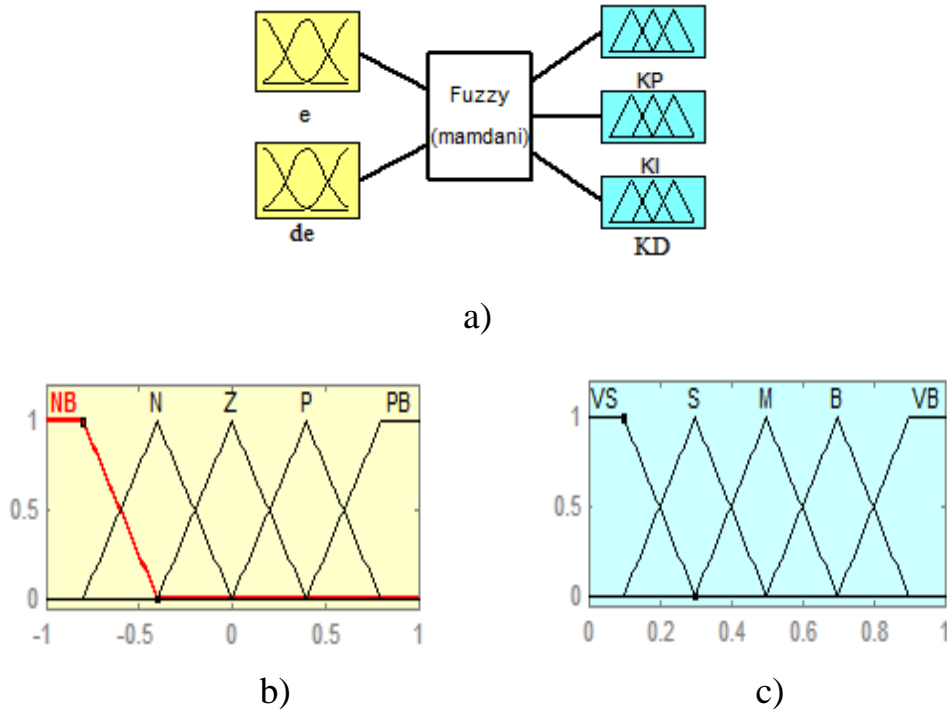 e
de
Fuzzy
(mamdani)
KP
KI
KD
a)
NB N Z P PB
1
0.5
0
-1 -0.5 0 0.5 1
b)
VS S M B VB
1
0.5
0
0 0.2 0.4 0.6 0.8 1
c)